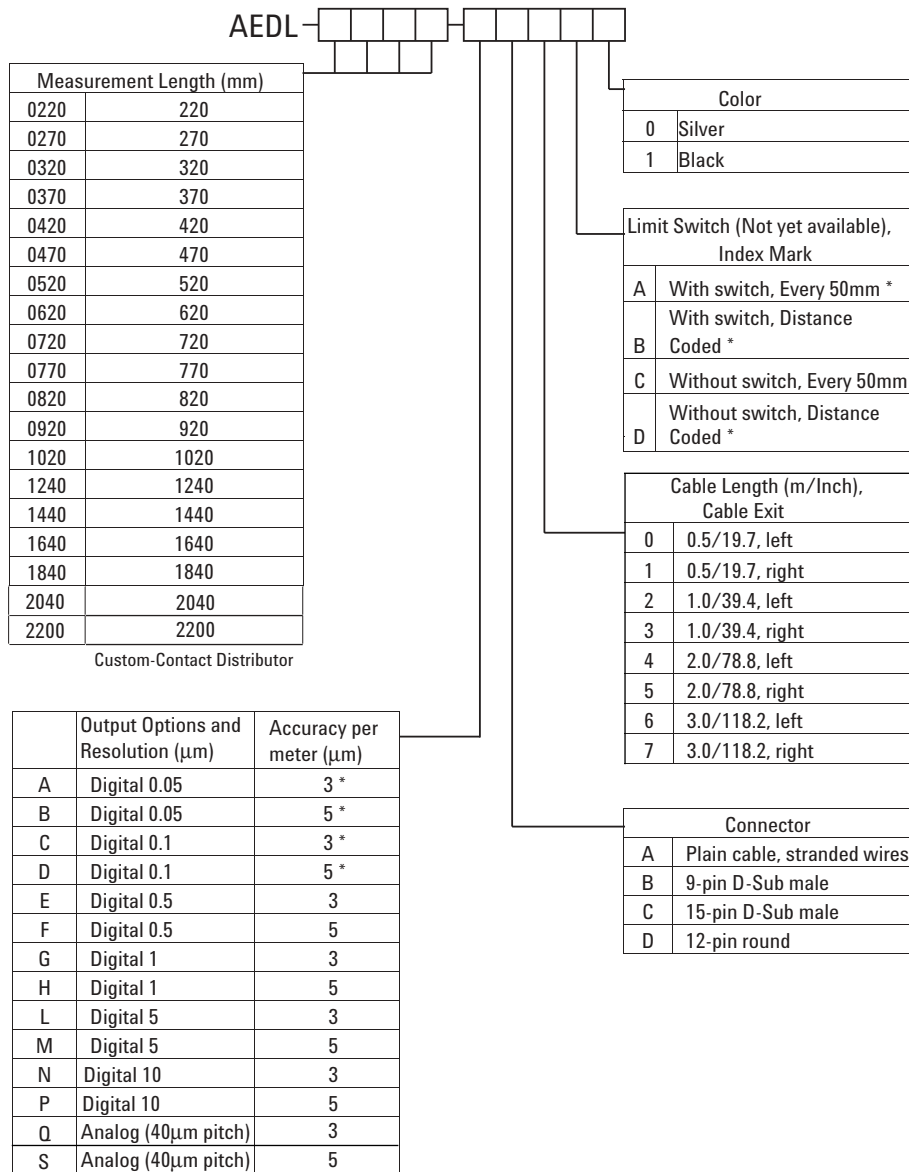 AEDL
Measurement Length (mm)
0220 220
0270 270
0320 320
0370 370
0420 420
0470 470
0520 520
0620 620
0720 720
0770 770
0820 820
0920 920
1020 1020
1240 1240
1440 1440
1640 1640
1840 1840
2040 2040
2200 2200
Custom-Contact Distributor
Output Options and Resolution (µm) Accuracy per meter (µm)
A Digital 0.05 3 *
B Digital 0.05 5 *
C Digital 0.1 3 *
D Digital 0.1 5 *
E Digital 0.5 3
F Digital 0.5 5
G Digital 1 3
H Digital 1 5
L Digital 5 3
M Digital 5 5
N Digital 10 3
P Digital 10 5
Q Analog (40µm pitch) 3
S Analog (40µm pitch) 5
Color
0 Silver
1 Black
Limit Switch (Not yet available),
Index Mark
A With switch, Every 50mm *
B With switch, Distance
Coded *
C Without switch, Every 50mm
D Without switch, Distance
Coded *
Cable Length (m/Inch),
Cable Exit
0 0.5/19.7, left
1 0.5/19.7, right
2 1.0/39.4, left
3 1.0/39.4, right
4 2.0/78.8, left
5 2.0/78.8, right
6 3.0/118.2, left
7 3.0/118.2, right
Connector
A Plain cable, stranded wires
B 9-pin D-Sub male
C 15-pin D-Sub male
D 12-pin round